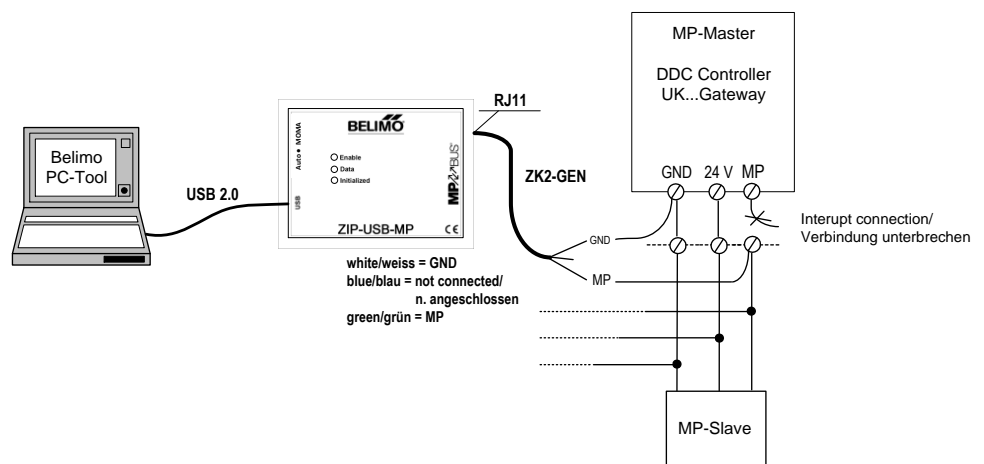 Belimo
PC-Tool
USB 2.0
Auto • MOMA
USB
BELIMO
Enable
Data
Initialized
MP BUS®
ZIP-USB-MP
CE
RJ11
ZK2-GEN
white/weiss = GND
blue/blau = not connected/
n. angeschlossen
green/grün = MP
MP-Master
DDC Controller
UK...Gateway
GND 24 V MP
Interupt connection/
Verbindung unterbrechen
GND
MP
MP-Slave